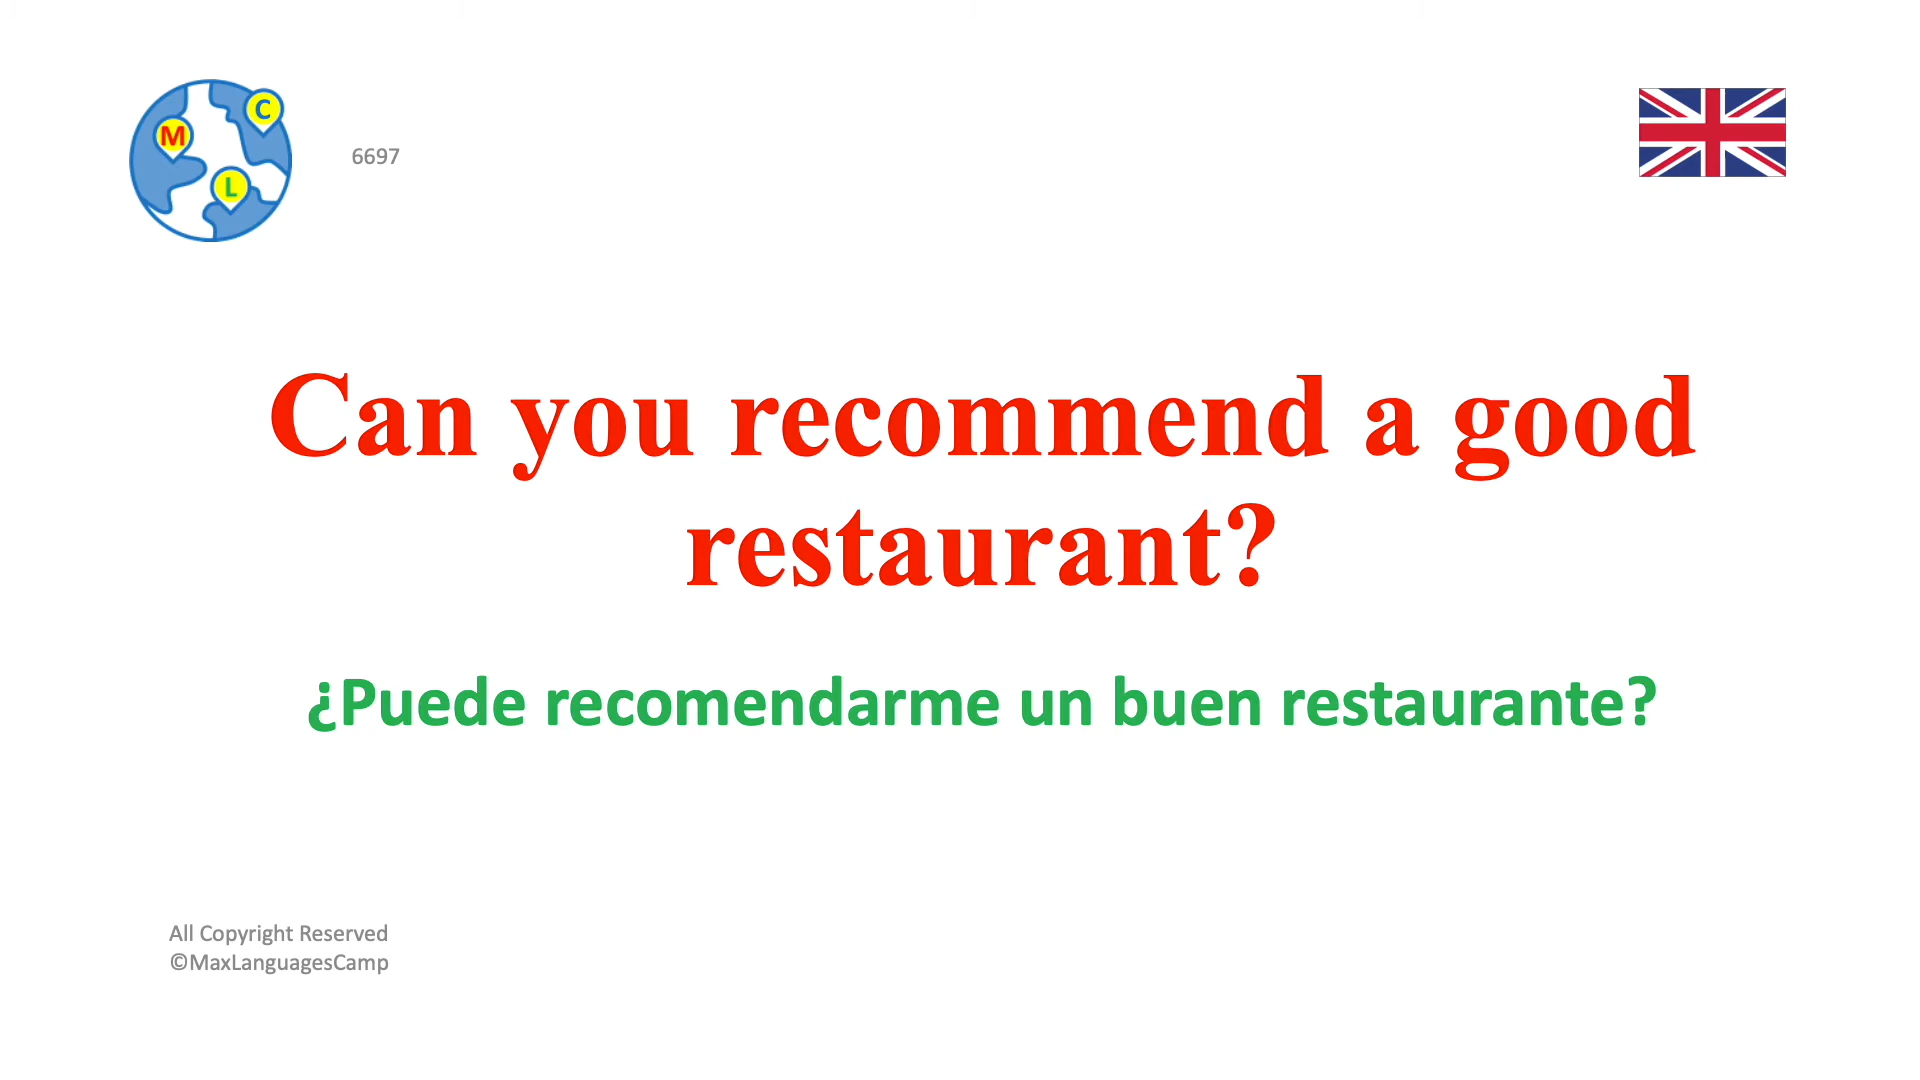 C
M
L
6697
Can you recommend a good
restaurant?
¿Puede recomendarme un buen restaurante?
All Copyright Reserved
©MaxLanguagesCamp